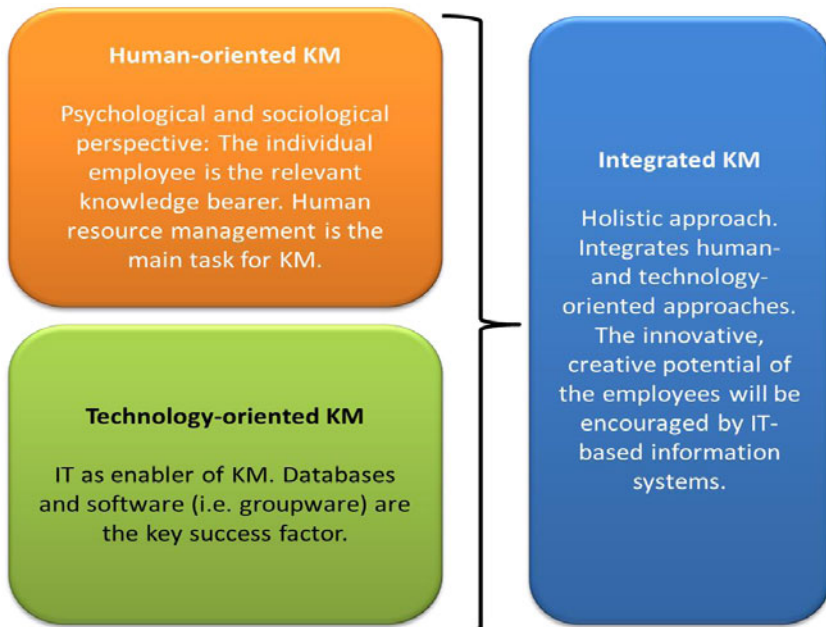 Human-oriented KM
Psychological and sociological
perspective: The individual
employee is the relevant
knowledge bearer. Human
resource management is the
main task for KM.
Technology-oriented KM
IT as enabler of KM. Databases
and software (i.e. groupware) are
the key success factor.
Integrated KM
Holistic approach.
Integrates human-
and technology-
oriented approaches.
The innovative,
creative potential of
the employees will be
encouraged by IT-
based information
systems.